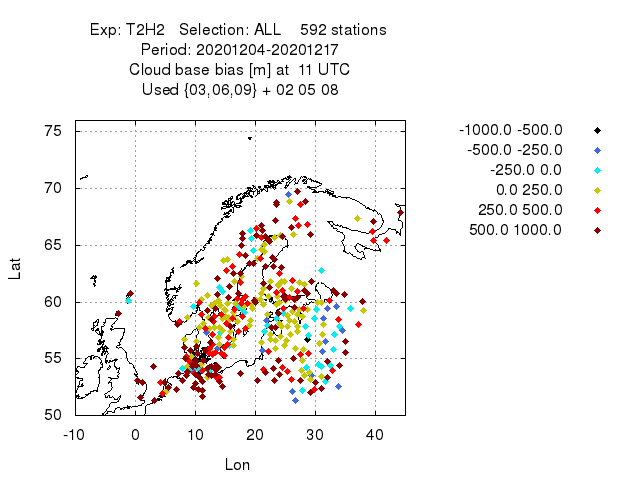 Exp: T2H2 Selection: ALL 592 stations
Period: 20201204-20201217
Cloud base bias [m] at 11 UTC
Used {03,06,09} + 02 05 08
75
70
65
60
55
50
-10 0 10 20 30 40
Lat
Lon
-1000.0 -500.0
-500.0 -250.0
-250.0 0.0
0.0 250.0
250.0 500.0
500.0 1000.0